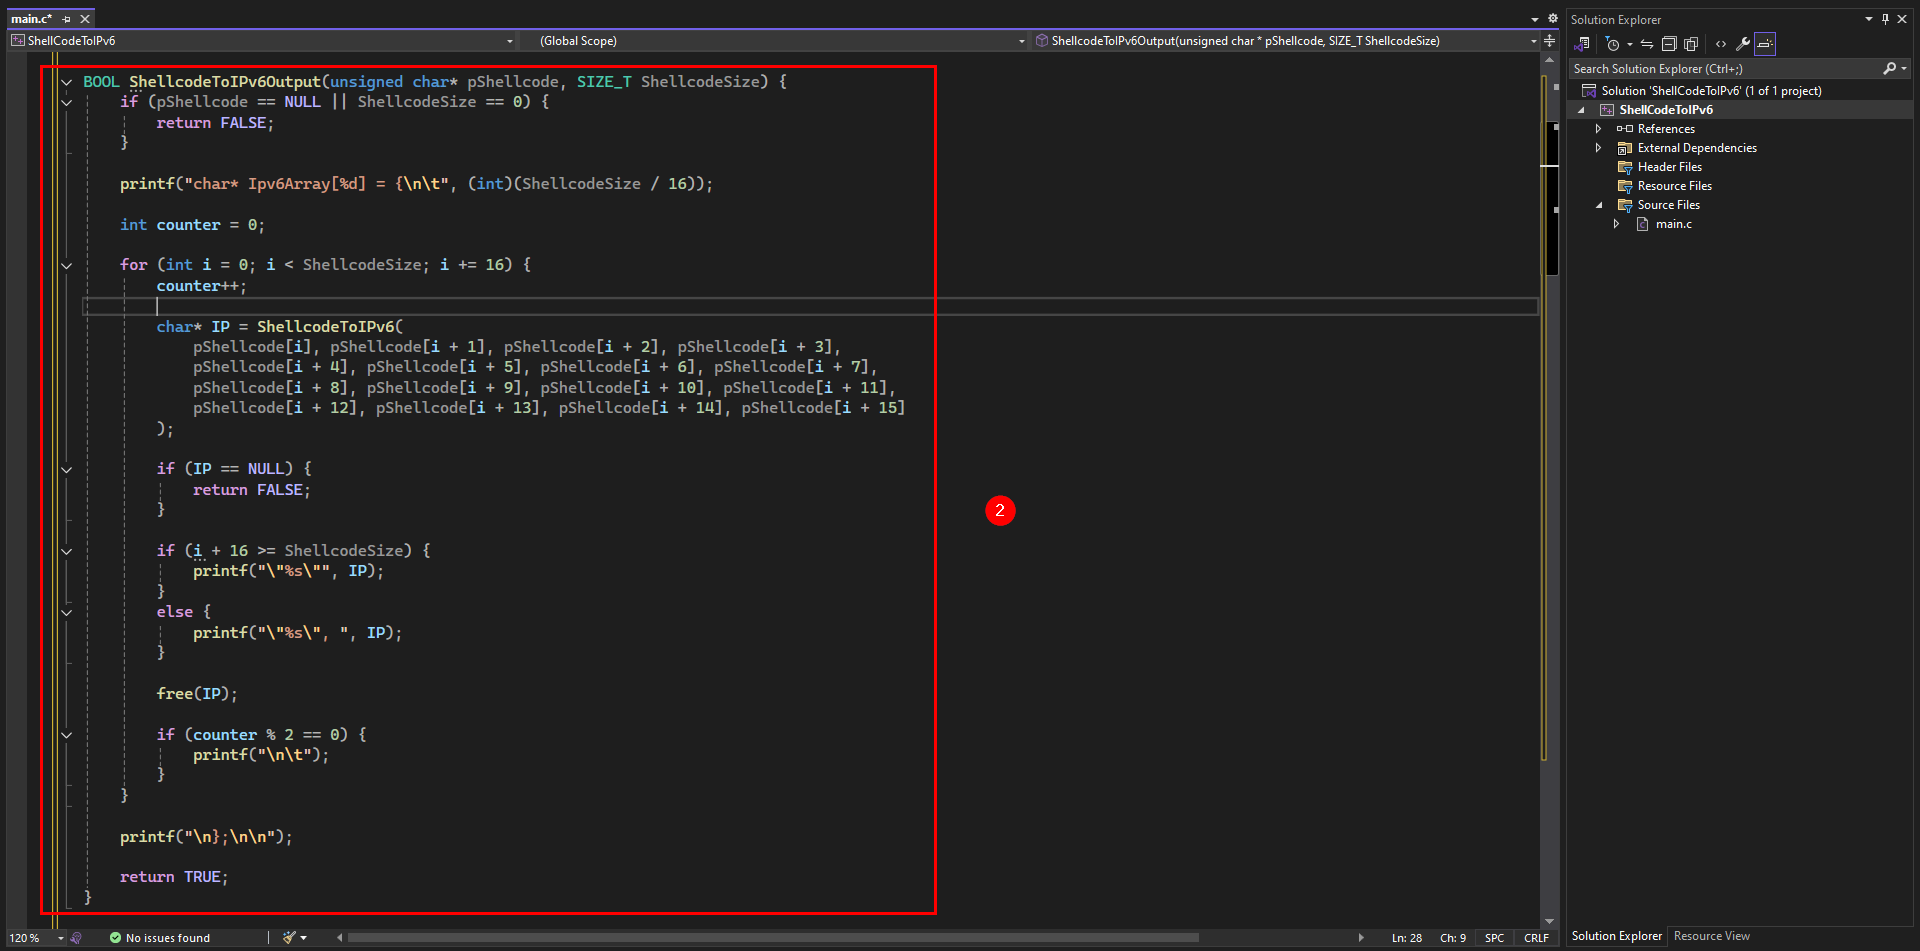 main.c*
ShellCodeToIPv6
(Global Scope)
ShellcodeToIPv6Output(unsigned char * pShellcode, SIZE_T ShellcodeSize)
BOOL ShellcodeToIPv6Output(unsigned char* pShellcode, SIZE_T ShellcodeSize) {
if (pShellcode == NULL || ShellcodeSize == 0) {
return FALSE;
}
printf("char* Ipv6Array[%d] = {\n\t", (int)(ShellcodeSize / 16));
int counter = 0;
for (int i = 0; i < ShellcodeSize; i += 16) {
counter++;
char* IP = ShellcodeToIPv6(
pShellcode[i], pShellcode[i + 1], pShellcode[i + 2], pShellcode[i + 3],
pShellcode[i + 4], pShellcode[i + 5], pShellcode[i + 6], pShellcode[i + 7],
pShellcode[i + 8], pShellcode[i + 9], pShellcode[i + 10], pShellcode[i + 11],
pShellcode[i + 12], pShellcode[i + 13], pShellcode[i + 14], pShellcode[i + 15]
);
if (IP == NULL) {
return FALSE;
}
if (i + 16 >= ShellcodeSize) {
printf("\"%s\"", IP);
}
else {
printf("\"%s\", ", IP);
}
free(IP);
if (counter % 2 == 0) {
printf("\n\t");
}
}
printf("\n};\n\n");
return TRUE;
}
2
120 %
No issues found
Ln: 28
Ch: 9
SPC
CRLF
Solution Explorer
Search Solution Explorer (Ctrl+;)
Solution 'ShellCodeToIPv6' (1 of 1 project)
ShellCodeToIPv6
References
External Dependencies
Header Files
Resource Files
Source Files
main.c
Solution Explorer
Resource View